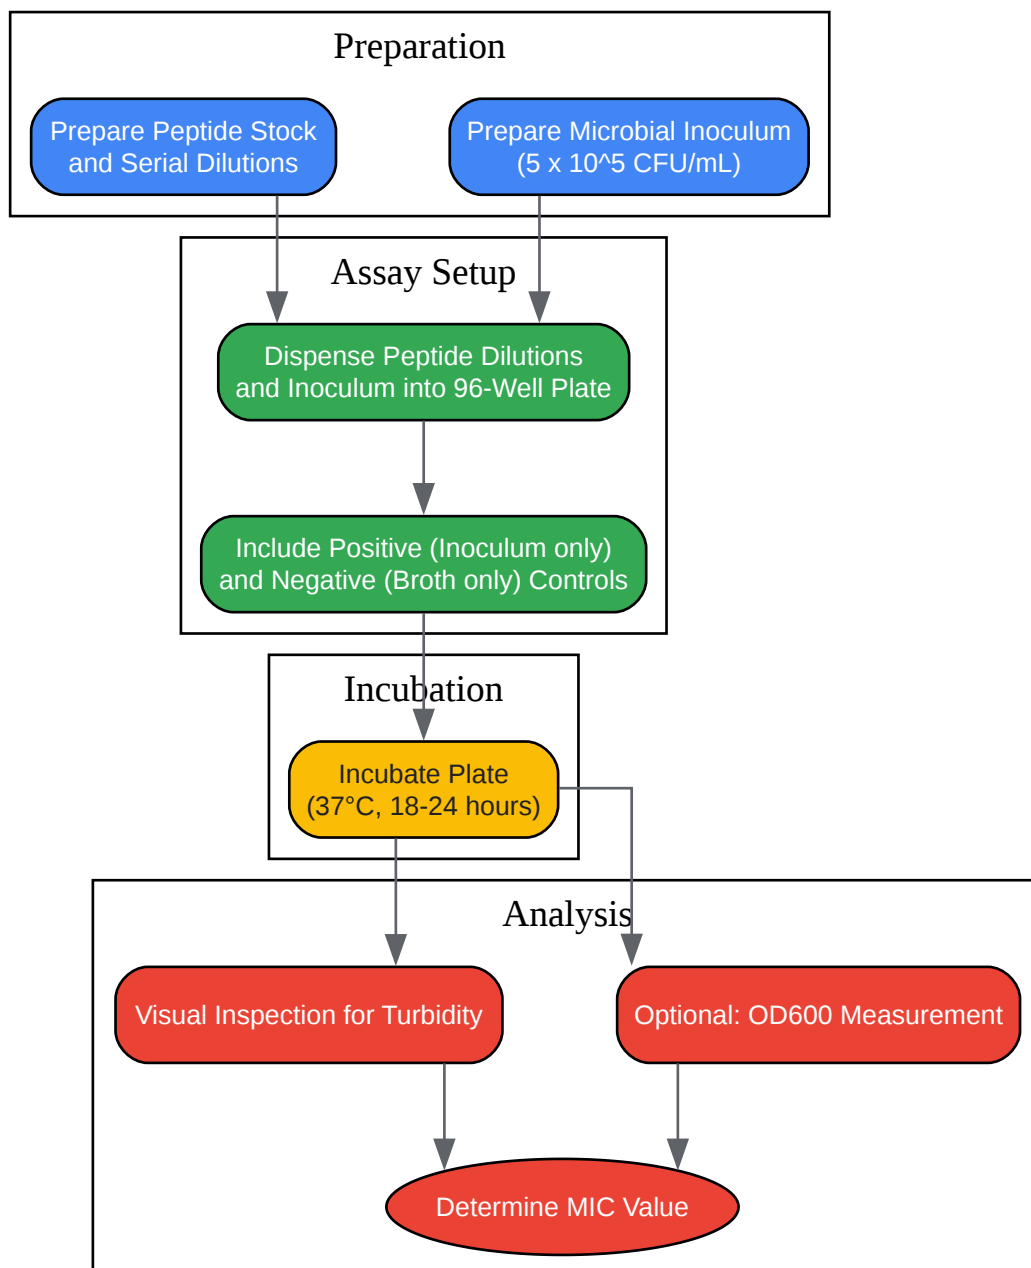 Preparation
Prepare Peptide Stock
and Serial Dilutions
Prepare Microbial Inoculum
(5 x 10^5 CFU/mL)
Assay Setup
Dispense Peptide Dilutions
and Inoculum into 96-Well Plate
Include Positive (Inoculum only)
and Negative (Broth only) Controls
Incubation
Incubate Plate
(37°C, 18-24 hours)
Analysis
Visual Inspection for Turbidity
Optional: OD600 Measurement
Determine MIC Value